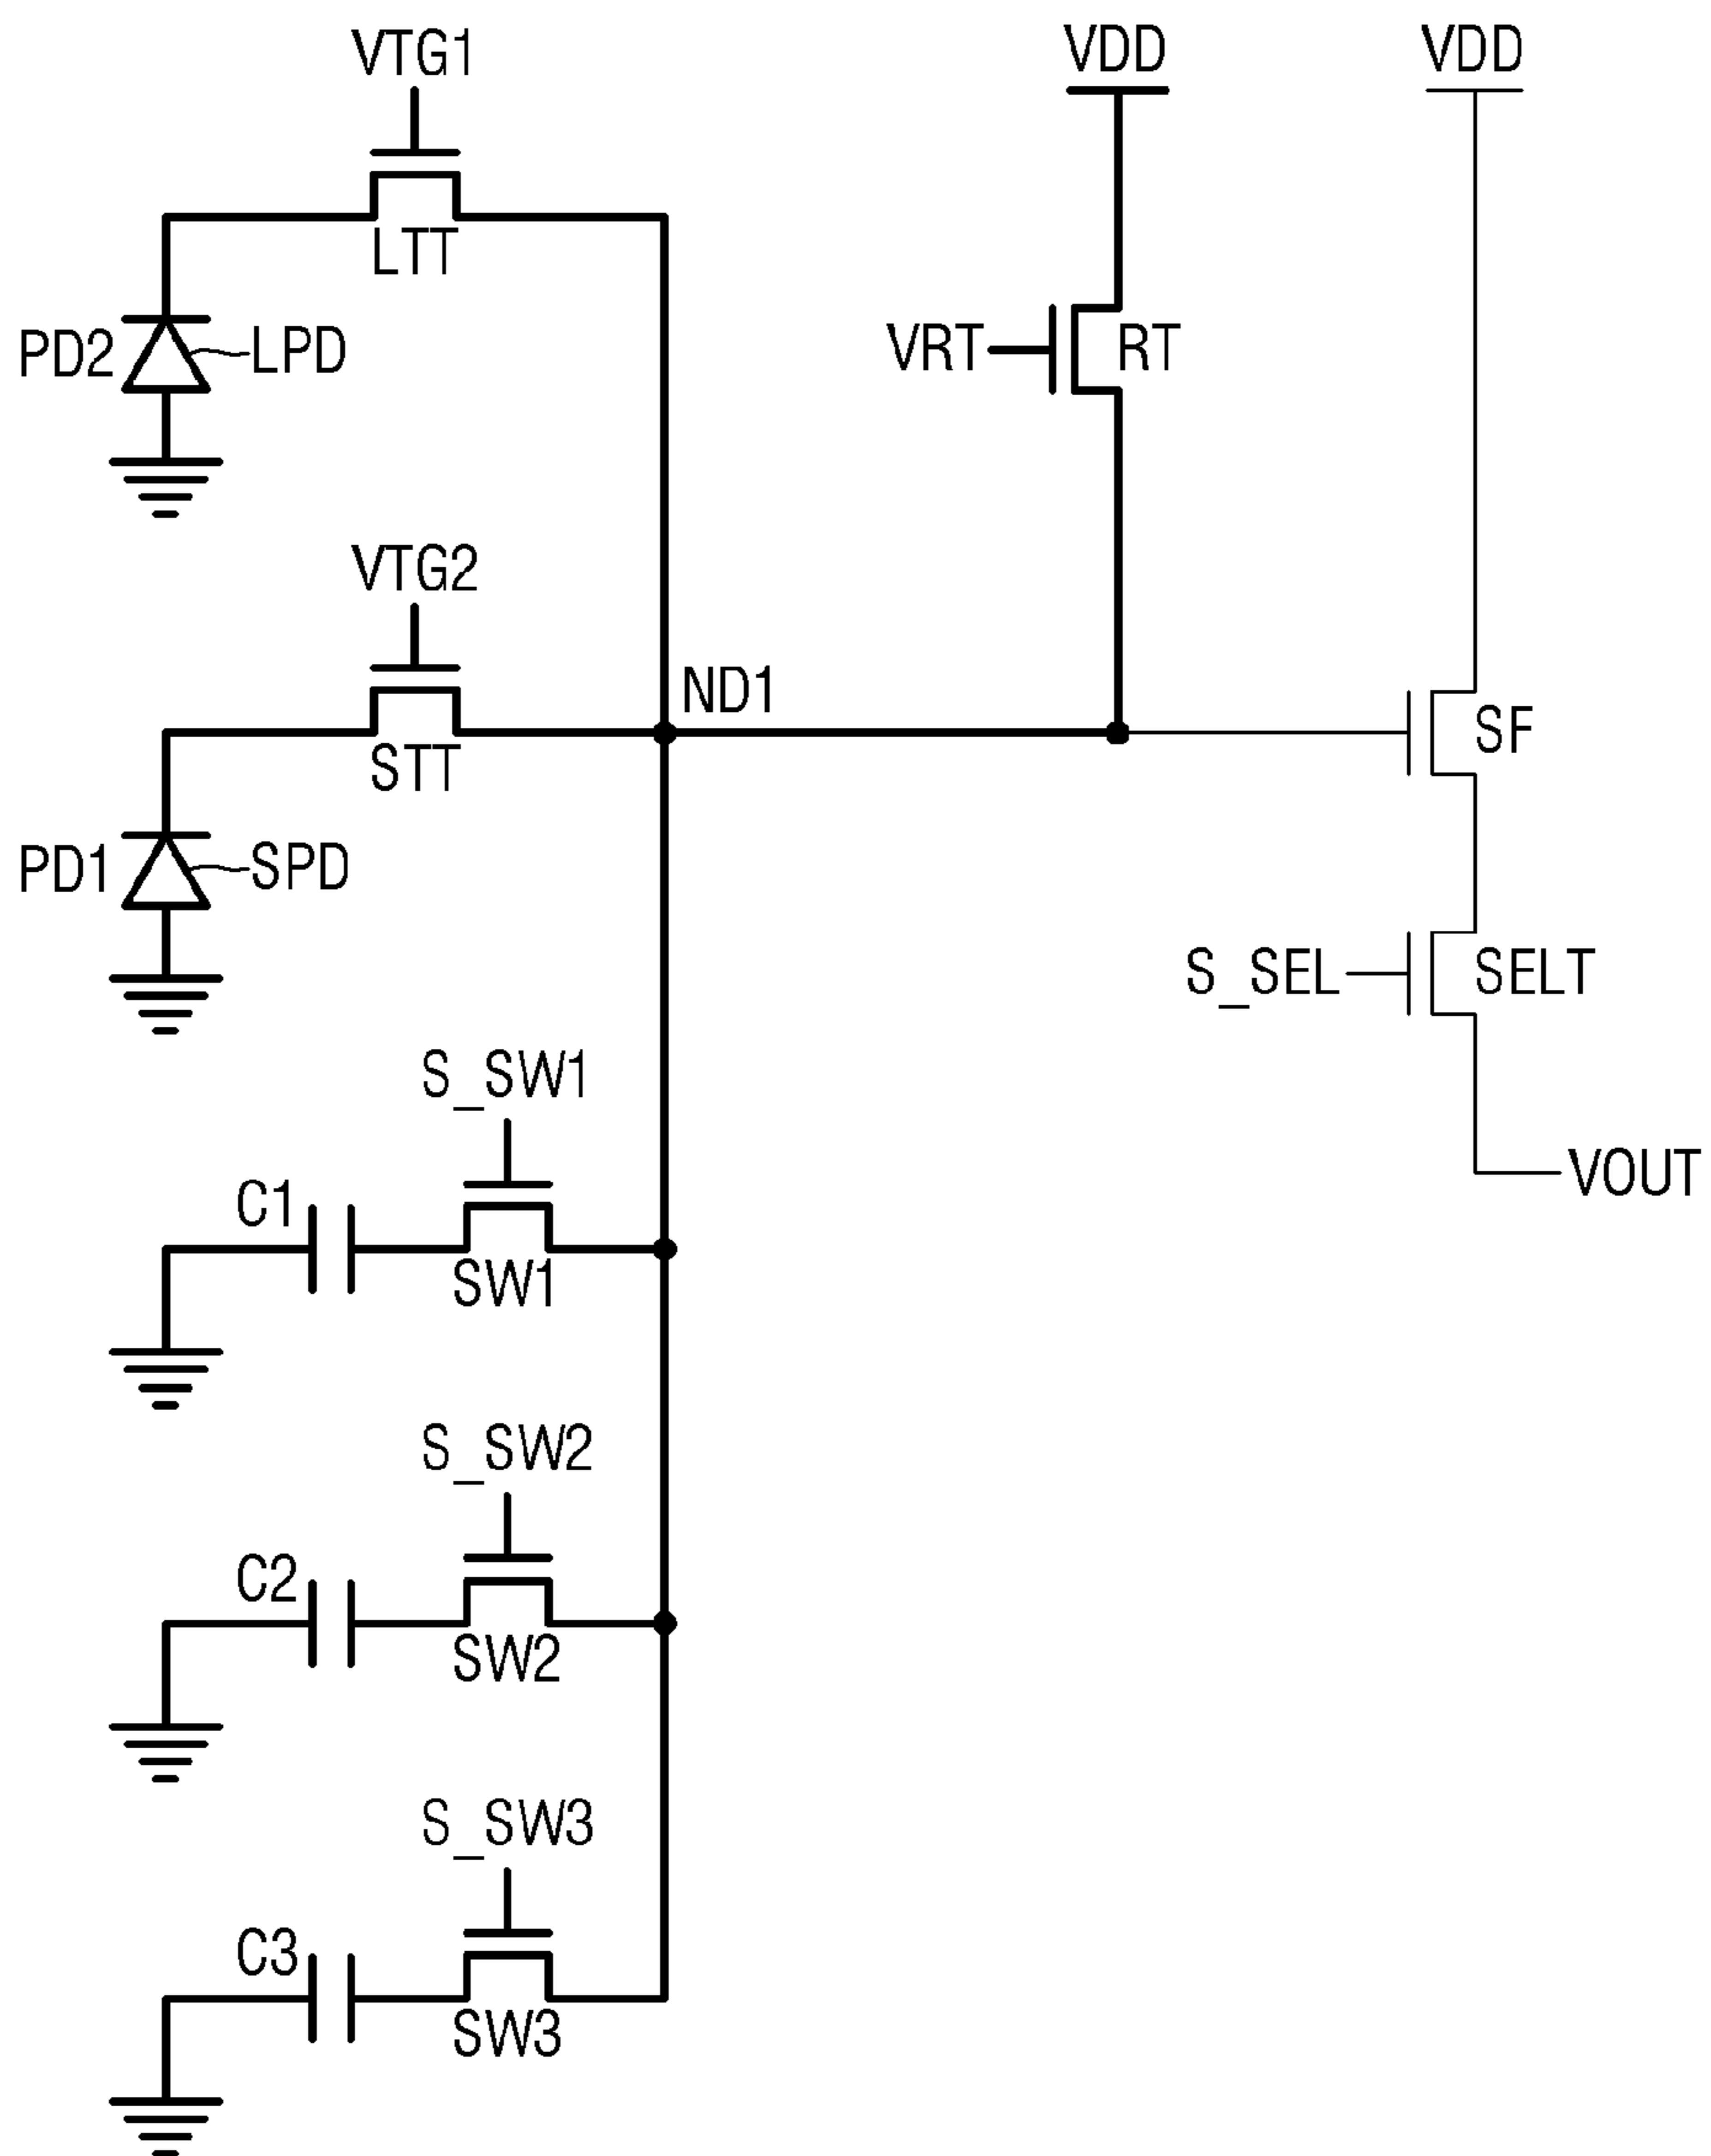 VTG1
VDD
VDD
LTT
PD2
LPD
VRT
RT
VTG2
ND1
STT
SF
PD1
SPD
S_SEL
SELT
S_SW1
VOUT
C1
SW1
S_SW2
C2
SW2
S_SW3
C3
SW3